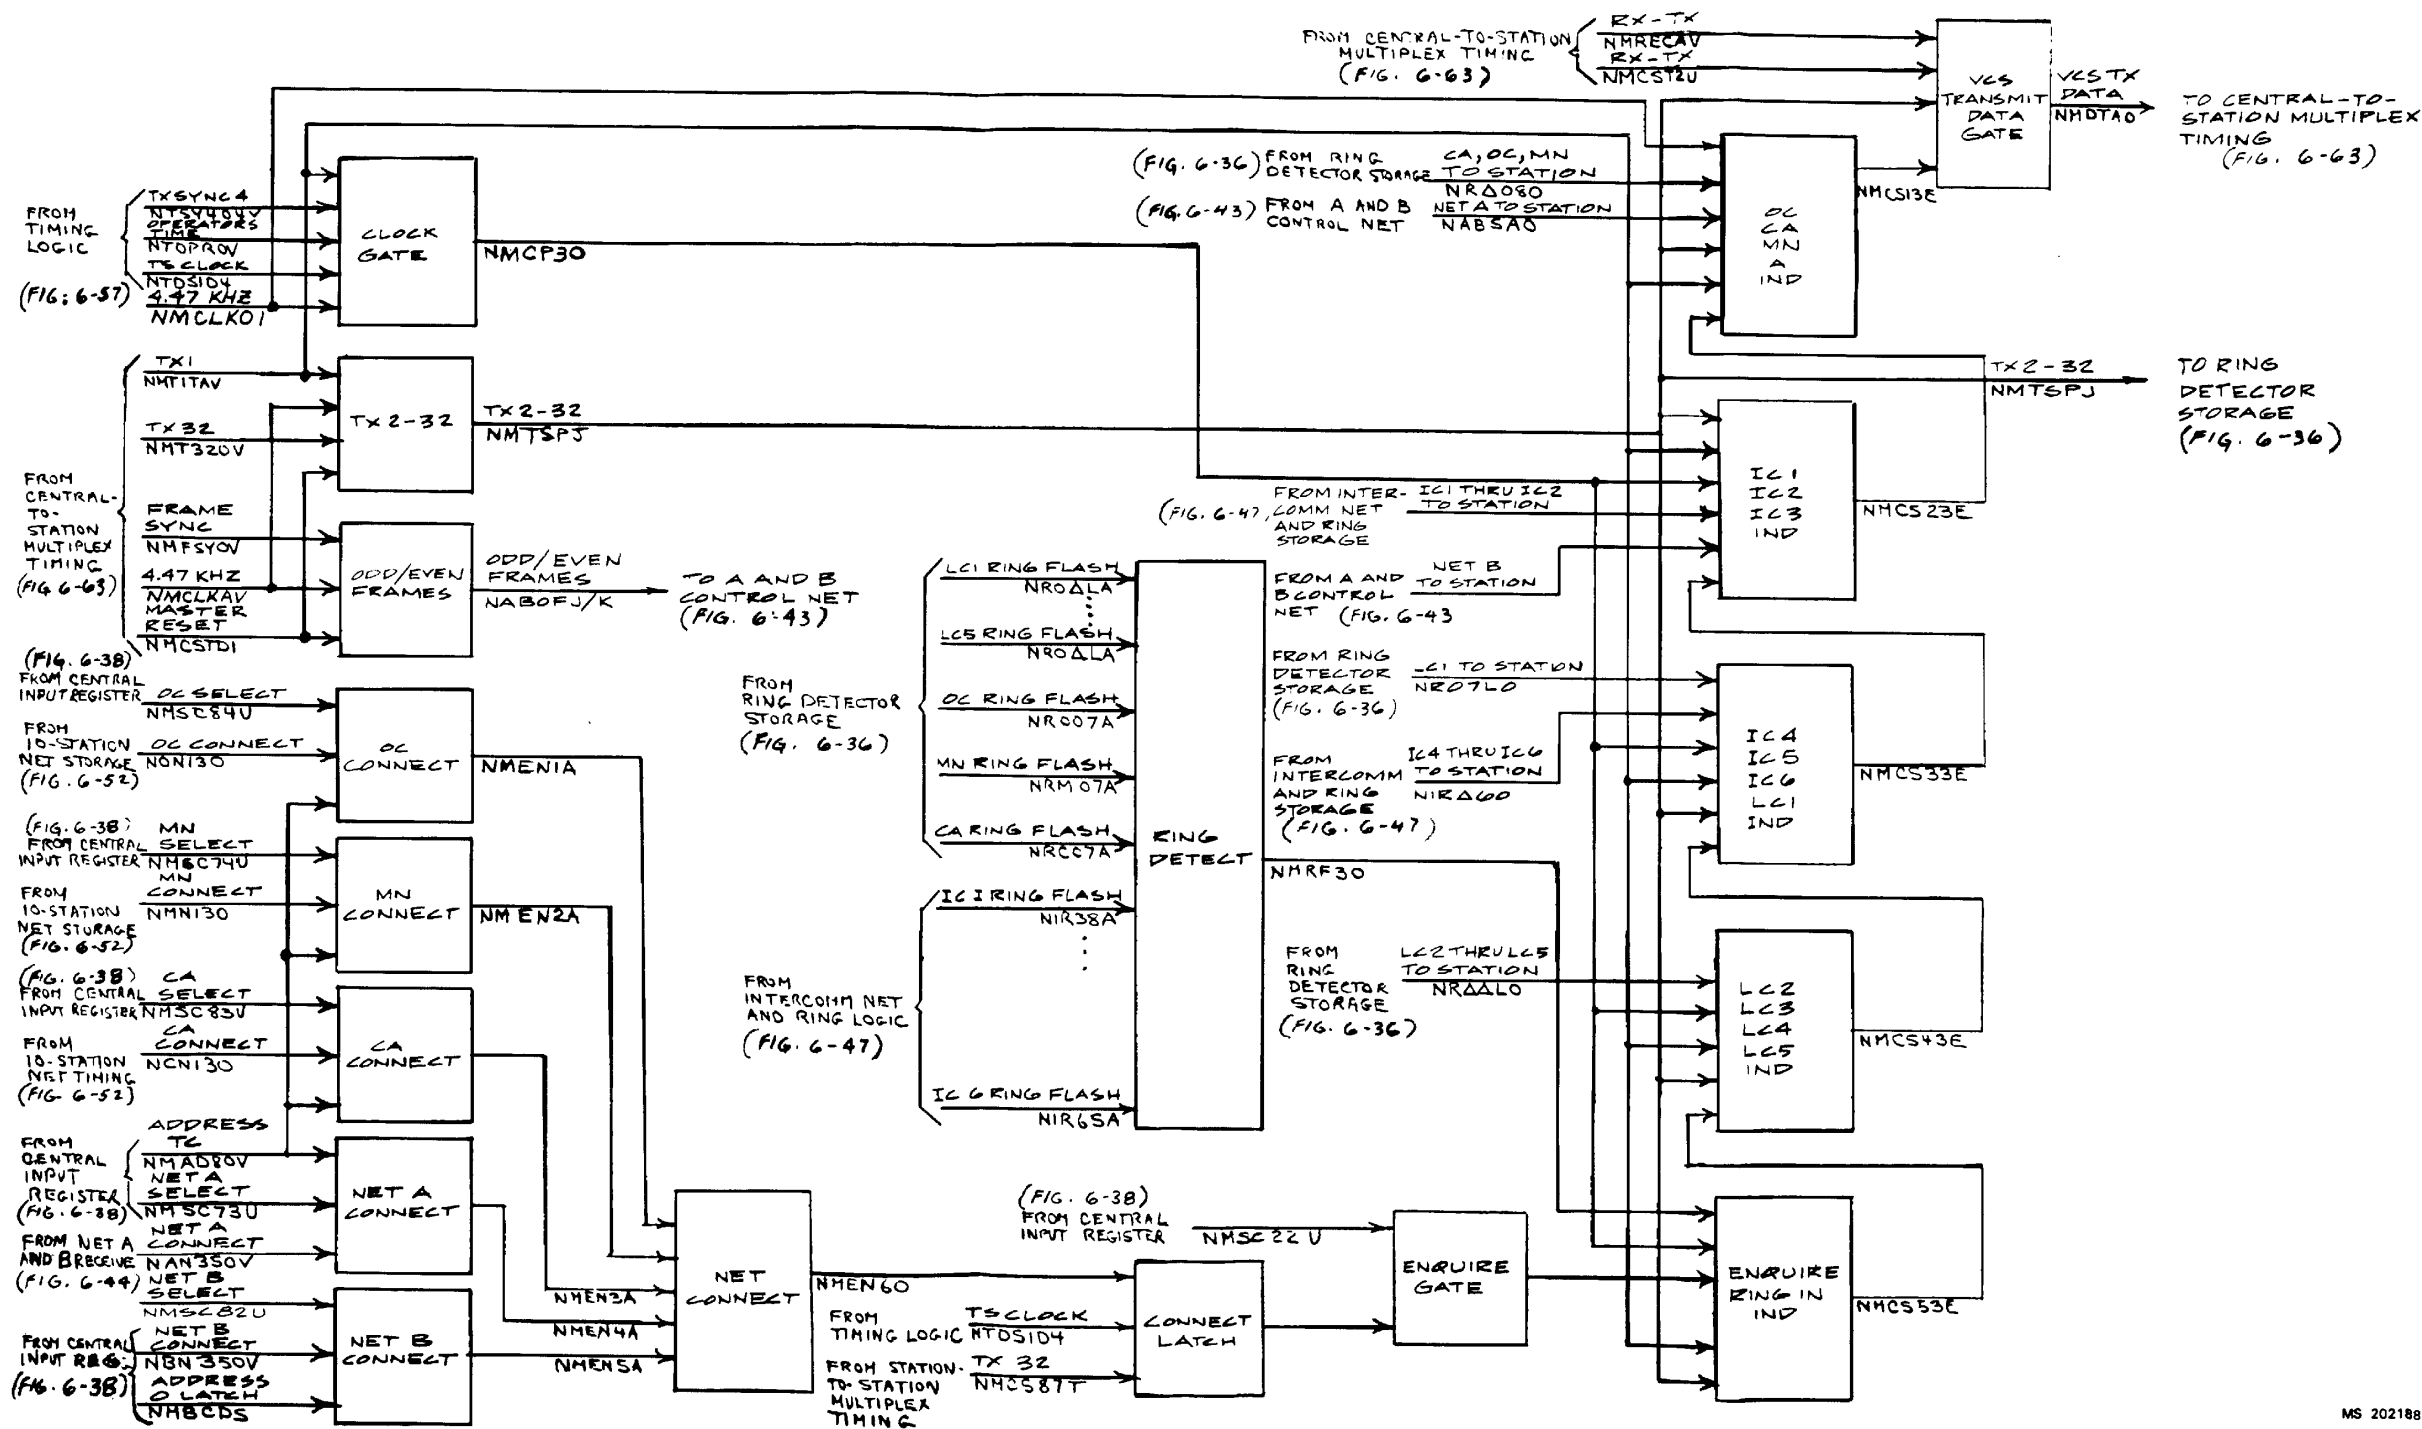 RX-TX
FROM CENTRAL-TO-STATION
NMRECAV
MULTIPLEX TIMING
RX-TX
(FIG. 6-63)
NMCST2U
VCS
TRANSMIT
DATA
GATE
VCS TX
DATA
NMDTAO
TO CENTRAL-TO-
STATION MULTIPLEX
TIMING
(FIG. 6-63)
(FIG. 6-36) FROM RING
DETECTOR STORAGE
CA, OC, MN
TO STATION
NRΔ080
(FIG. 6-43) FROM A AND B
CONTROL NET
NET A TO STATION
NABSAO
OC
CA
MN
A
IND
NMCS13E
FROM
TIMING
LOGIC
(FIG. 6-57)
TX SYNC 4
NTSY404V
OPERATORS
TIME
NTOPROV
TS CLOCK
NTDS1D4
4.47 KHZ
NMCLK01
CLOCK
GATE
NMCP30
TX1
NMT1TAV
TX 32
NMT320V
FROM
CENTRAL-
TO-
STATION
MULTIPLEX
TIMING
(FIG 6-63)
FRAME
SYNC
NMFSYOV
4.47 KHZ
NMCLKAV
MASTER
RESET
NMCSTD1
TX 2-32
TX 2-32
NMTSPJ
ODD/EVEN
FRAMES
ODD/EVEN
FRAMES
NABOFJ/K
TO A AND B
CONTROL NET
(FIG. 6-43)
TX 2-32
NMTSPJ
TO RING
DETECTOR
STORAGE
(FIG. 6-36)
(FIG. 6-47,
FROM INTER-
COMM NET
AND RING
STORAGE
IC1 THRU IC2
TO STATION
IC1
IC2
IC3
IND
NMCS23E
FROM A AND
B CONTROL
NET (FIG. 6-43
NET B
TO STATION
(FIG. 6-38)
FROM CENTRAL
INPUT REGISTER
OC SELECT
NMSC84U
FROM
10-STATION
NET STORAGE
(FIG. 6-52)
OC CONNECT
NON130
OC
CONNECT
NMEN1A
(FIG. 6-38)
FROM CENTRAL
INPUT REGISTER
MN
SELECT
NMSC74U
FROM
10-STATION
NET STORAGE
(FIG. 6-52)
MN
CONNECT
NMN130
MN
CONNECT
NMEN2A
(FIG. 6-38)
FROM CENTRAL
INPUT REGISTER
CA
SELECT
NMSC83U
FROM
10-STATION
NET TIMING
(FIG 6-52)
CA
CONNECT
NCN130
CA
CONNECT
FROM
CENTRAL
INPUT
REGISTER
(FIG. 6-38)
ADDRESS
TC
NMAD80V
NET A
SELECT
NMSC73U
FROM NET A
AND B RECEIVE
(FIG. 6-44)
NET A
CONNECT
NAN350V
NET A
CONNECT
NET B
SELECT
NMSC82U
FROM CENTRAL
INPUT REG.
(FIG. 6-38)
NET B
CONNECT
NBN350V
ADDRESS
O LATCH
NMBCDS
NET B
CONNECT
NMEN3A
NMEN4A
NMEN5A
NET
CONNECT
NMEN60
FROM
RING DETECTOR
STORAGE
(FIG. 6-36)
LC1 RING FLASH
NROΔLA
LC5 RING FLASH
NROΔLA
OC RING FLASH
NRO07A
MN RING FLASH
NRM07A
CA RING FLASH
NRCC7A
FROM
INTERCOMM NET
AND RING LOGIC
(FIG. 6-47)
IC 1 RING FLASH
NIR38A
IC 6 RING FLASH
NIR65A
RING
DETECT
NMRF30
FROM RING
DETECTOR
STORAGE
(FIG. 6-36)
LC1 TO STATION
NRO7LO
FROM
INTERCOMM
AND RING
STORAGE
(FIG. 6-47)
IC4 THRU IC6
TO STATION
NIRΔ60
IC4
IC5
IC6
LC1
IND
NMCS33E
FROM
RING
DETECTOR
STORAGE
(FIG. 6-36)
LC2 THRU LC5
TO STATION
NRΔΔLO
LC2
LC3
LC4
LC5
IND
NMCS43E
(FIG. 6-38)
FROM CENTRAL
INPUT REGISTER
NMSC22U
FROM
TIMING LOGIC
TS CLOCK
NTDS1D4
FROM STATION-
TO-STATION
MULTIPLEX
TIMING
TX 32
NMCS87T
CONNECT
LATCH
ENQUIRE
GATE
ENQUIRE
RING IN
IND
NMCS53E
MS 202188